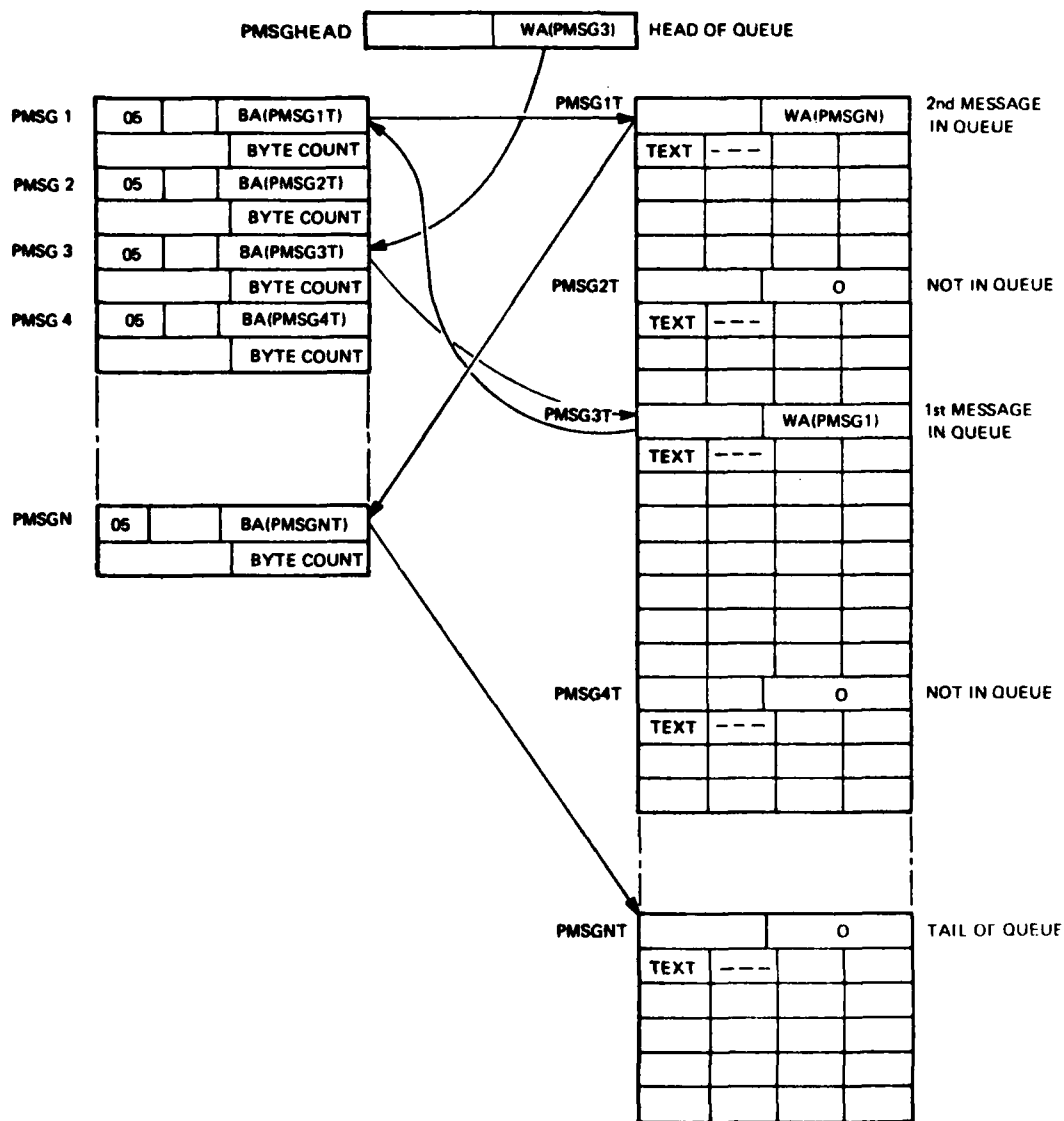 PMSGHEAD WA(PMSG3) HEAD OF QUEUE
PMSG 1 05 BA(PMSG1T) PMSG1T WA(PMSGN) 2nd MESSAGE
IN QUEUE
BYTE COUNT TEXT ---
PMSG 2 05 BA(PMSG2T)
BYTE COUNT
PMSG 3 05 BA(PMSG3T)
BYTE COUNT PMSG2T 0 NOT IN QUEUE
PMSG 4 05 BA(PMSG4T) TEXT ---
BYTE COUNT
PMSG3T WA(PMSG1) 1st MESSAGE
IN QUEUE
TEXT ---
PMSGN 05 BA(PMSGNT)
BYTE COUNT
PMSG4T 0 NOT IN QUEUE
TEXT ---
PMSGNT 0 TAIL OF QUEUE
TEXT ---